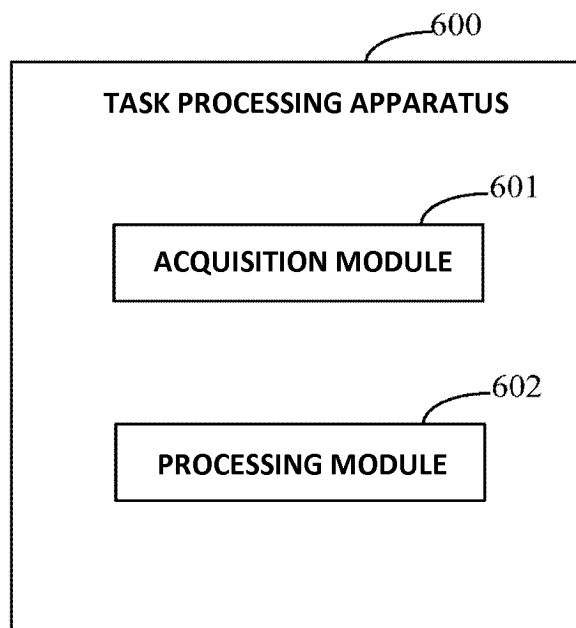 600
TASK PROCESSING APPARATUS
601
ACQUISITION MODULE
602
PROCESSING MODULE